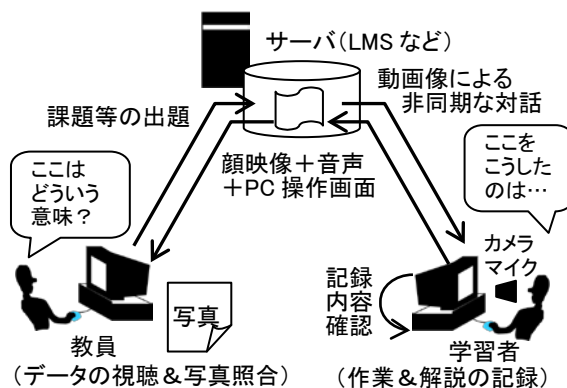 サーバ(LMS など)
動画像による
非同期な対話
課題等の出題
顔映像＋音声
＋PC 操作画面
ここは
どういう
意味？
ここを
こうした
のは…
カメラ
マイク
記録
内容
確認
写真
教員
(データの視聴＆写真照合)
学習者
(作業＆解説の記録)